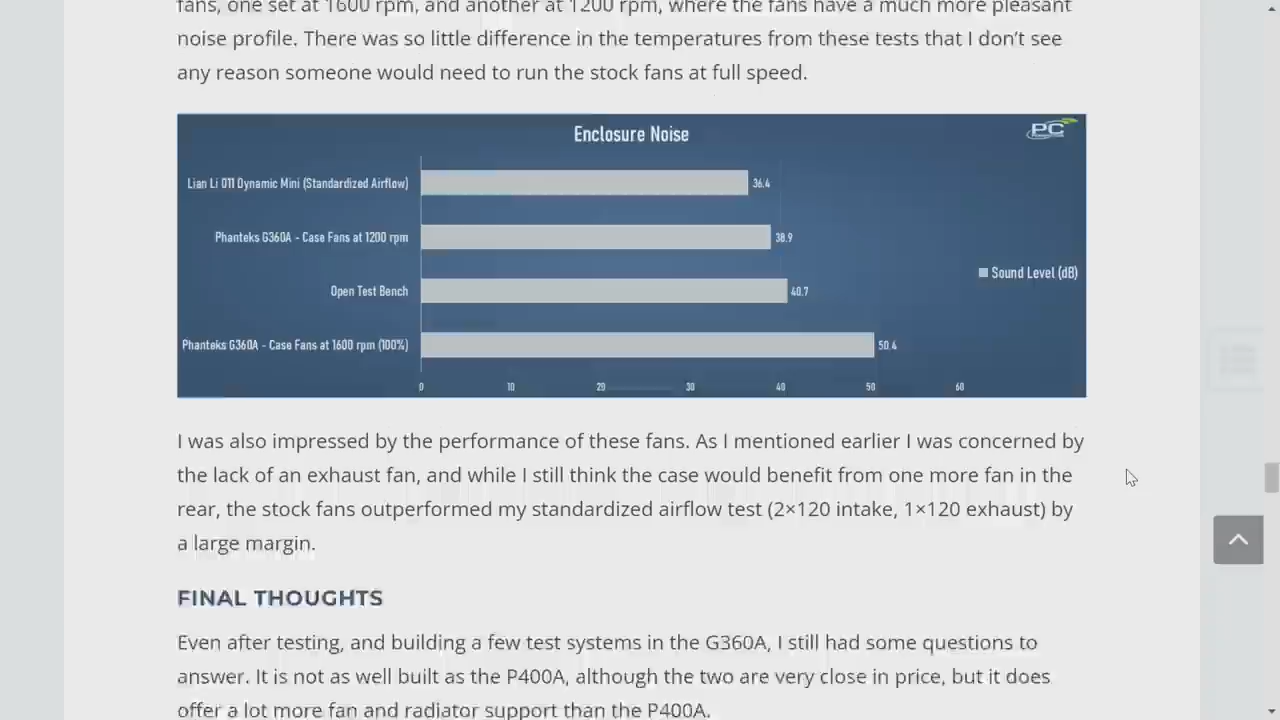 fans, one set at 1600 rpm, and another at 1200 rpm, where the fans have a much more pleasant
noise profile. There was so little difference in the temperatures from these tests that I don’t see
any reason someone would need to run the stock fans at full speed.
Enclosure Noise
PC
Lian Li O11 Dynamic Mini (Standardized Airflow)
36.4
Phanteks G360A - Case Fans at 1200 rpm
38.9
Sound Level (dB)
Open Test Bench
40.7
Phanteks G360A - Case Fans at 1600 rpm (100%)
50.4
0 10 20 30 40 50 60
I was also impressed by the performance of these fans. As I mentioned earlier I was concerned by
the lack of an exhaust fan, and while I still think the case would benefit from one more fan in the
rear, the stock fans outperformed my standardized airflow test (2×120 intake, 1×120 exhaust) by
a large margin.
FINAL THOUGHTS
Even after testing, and building a few test systems in the G360A, I still had some questions to
answer. It is not as well built as the P400A, although the two are very close in price, but it does
offer a lot more fan and radiator support than the P400A.